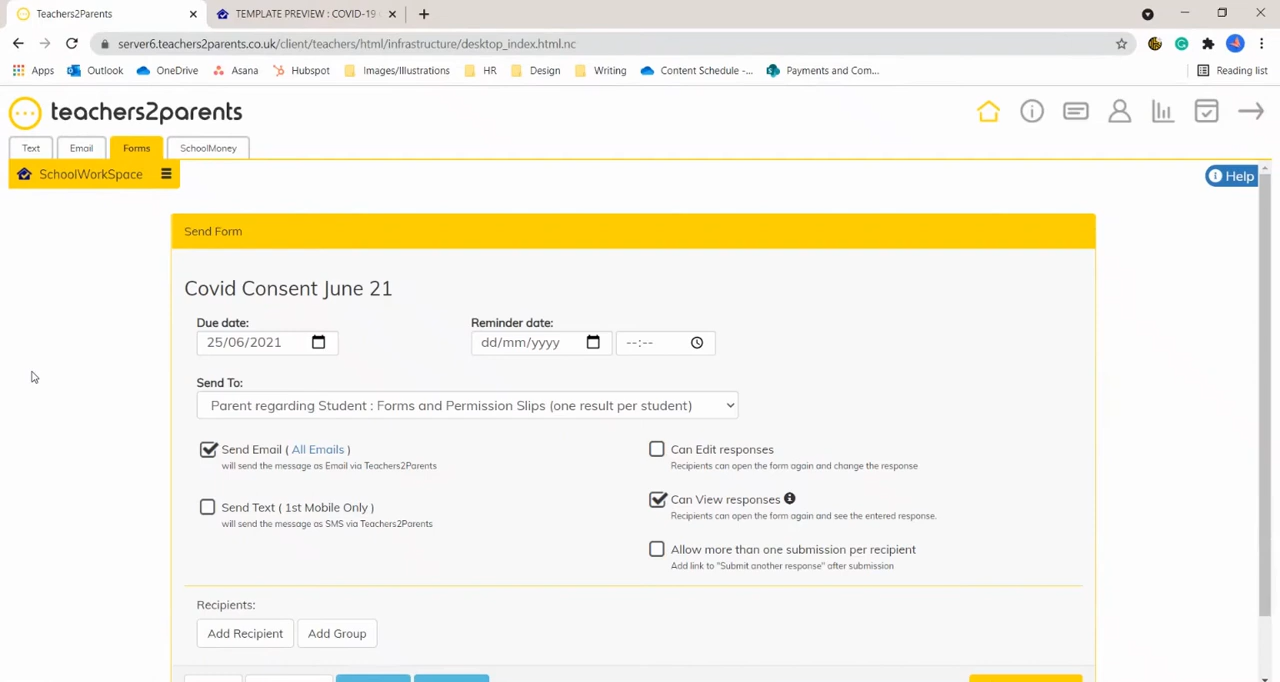 Teachers2Parents
TEMPLATE PREVIEW : COVID-19
server6.teachers2parents.co.uk/client/teachers/html/infrastructure/desktop_index.html.nc
Apps Outlook OneDrive Asana Hubspot Images/Illustrations HR Design Writing Content Schedule -... Payments and Com... Reading list
teachers2parents
Text Email Forms SchoolMoney
SchoolWorkSpace
Help
Send Form
Covid Consent June 21
Due date: Reminder date:
25/06/2021 dd/mm/yyyy --:--
Send To:
Parent regarding Student : Forms and Permission Slips (one result per student)
Send Email ( All Emails ) Can Edit responses
will send the message as Email via Teachers2Parents Recipients can open the form again and change the response
Can View responses
Send Text ( 1st Mobile Only ) Recipients can open the form again and see the entered response.
will send the message as SMS via Teachers2Parents
Allow more than one submission per recipient
Add link to "Submit another response" after submission
Recipients:
Add Recipient Add Group